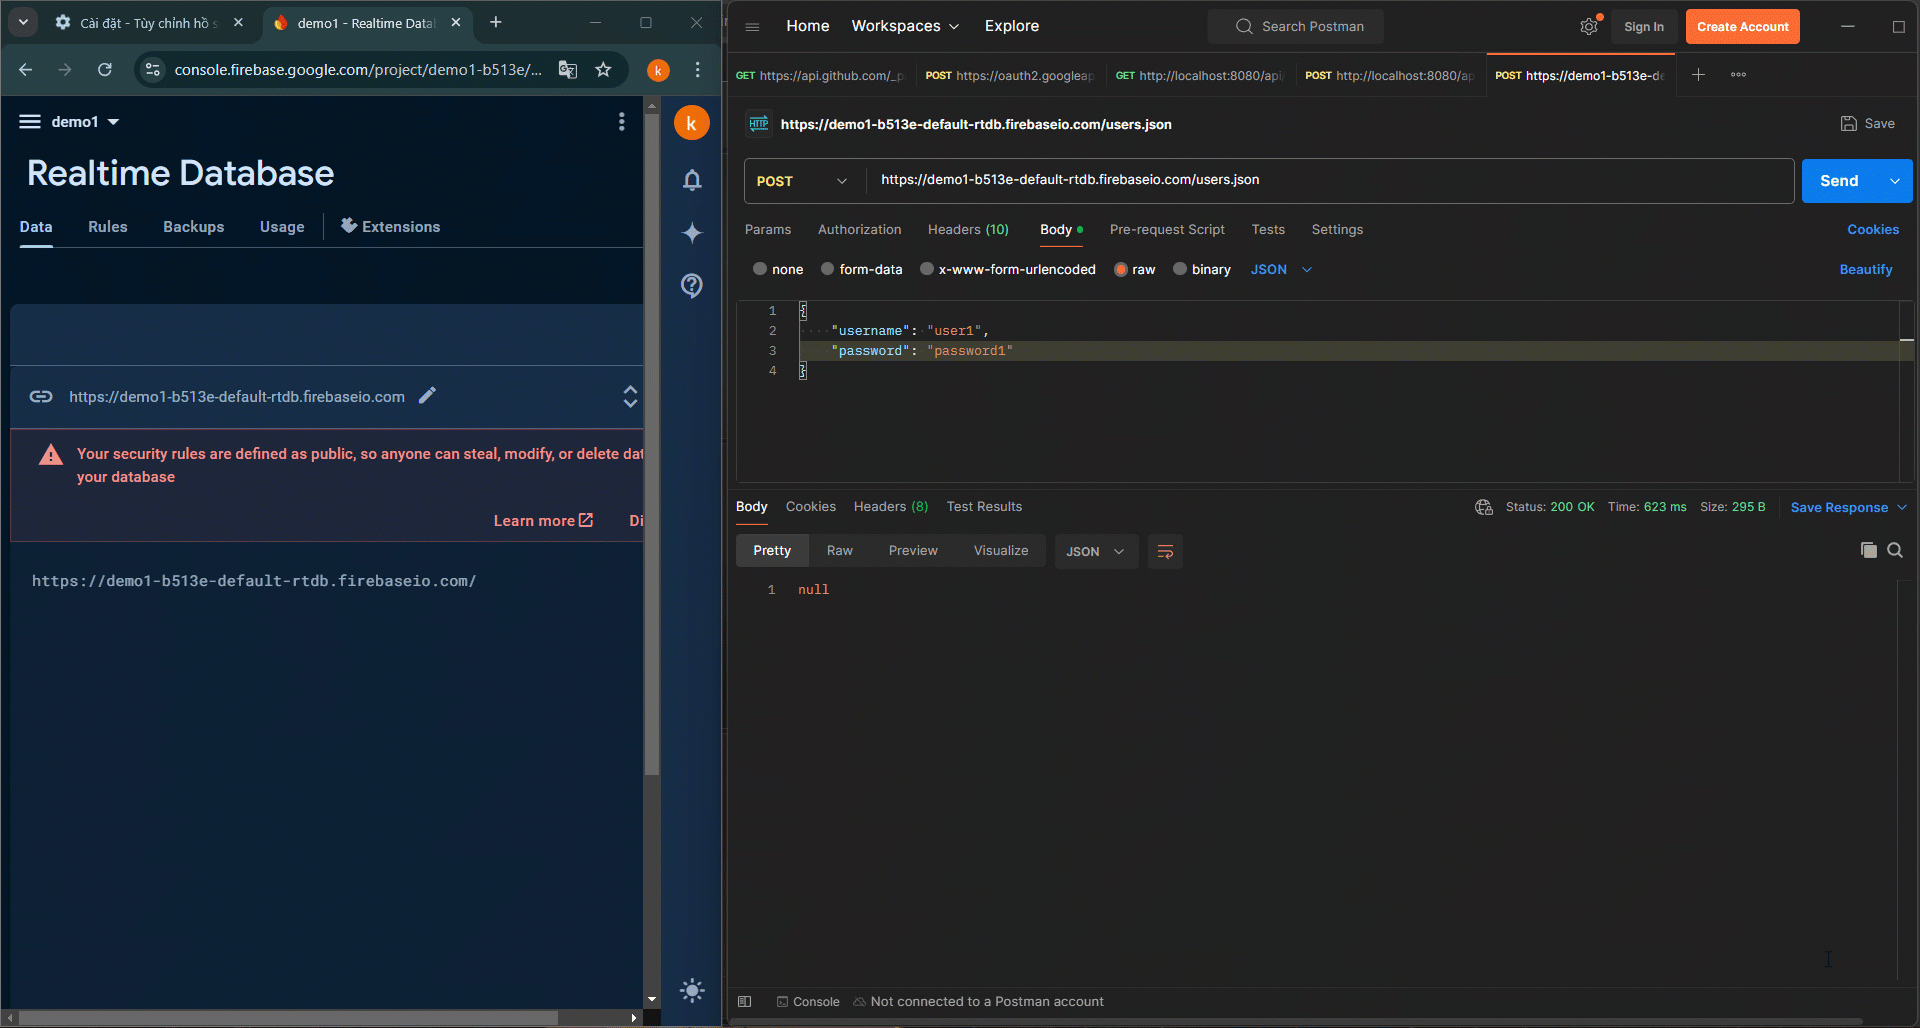 Cài đặt - Tùy chỉnh hồ s
demo1 - Realtime Datab
console.firebase.google.com/project/demo1-b513e/...
k
demo1
k
Realtime Database
Data
Rules
Backups
Usage
Extensions
https://demo1-b513e-default-rtdb.firebaseio.com
Your security rules are defined as public, so anyone can steal, modify, or delete dat
your database
Learn more
Di
https://demo1-b513e-default-rtdb.firebaseio.com/
Home
Workspaces
Explore
Search Postman
Sign In
Create Account
GET https://api.github.com/_p
POST https://oauth2.googleap
GET http://localhost:8080/api/
POST http://localhost:8080/ap
POST https://demo1-b513e-de
HTTP
https://demo1-b513e-default-rtdb.firebaseio.com/users.json
Save
POST
https://demo1-b513e-default-rtdb.firebaseio.com/users.json
Send
Params
Authorization
Headers (10)
Body
Pre-request Script
Tests
Settings
Cookies
none
form-data
x-www-form-urlencoded
raw
binary
JSON
Beautify
1 {
2 "username": "user1",
3 "password": "password1"
4 }
Body
Cookies
Headers (8)
Test Results
Status: 200 OK
Time: 623 ms
Size: 295 B
Save Response
Pretty
Raw
Preview
Visualize
JSON
1 null
Console
Not connected to a Postman account